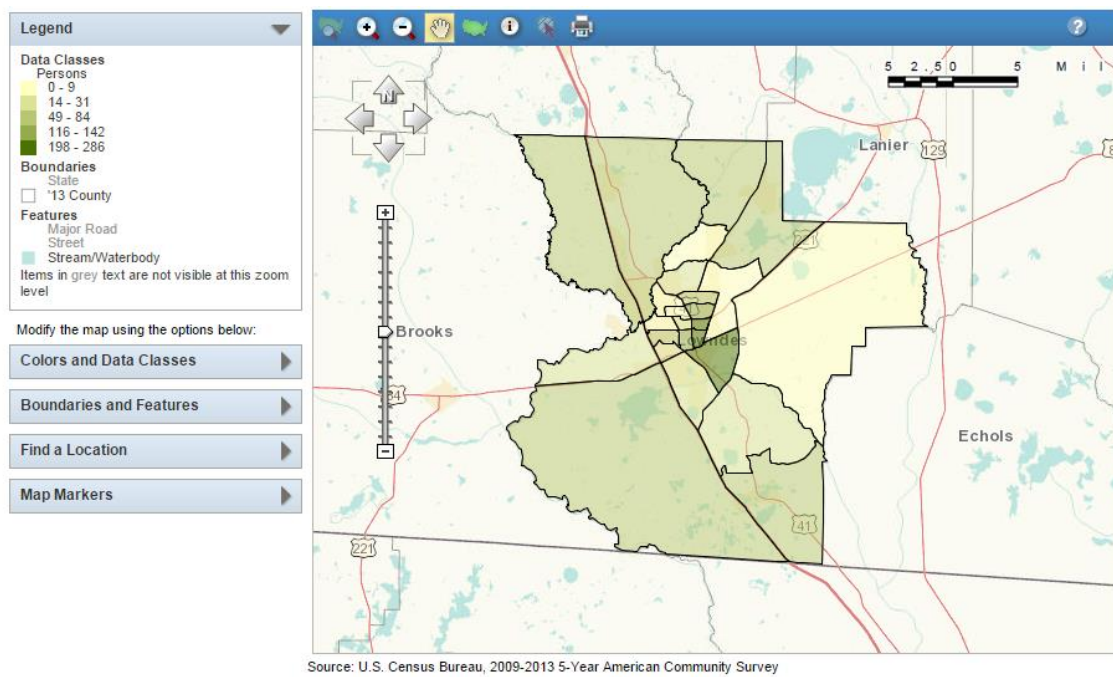 Legend
Data Classes
Persons
0 - 9
14 - 31
49 - 84
116 - 142
198 - 286
Boundaries
State
'13 County
Features
Major Road
Street
Stream/Waterbody
Items in grey text are not visible at this zoom
level
Modify the map using the options below:
Colors and Data Classes
Boundaries and Features
Find a Location
Map Markers
5 2.50 5 Mil
N
Lanier
129
221
Brooks
Lowndes
84
Echols
41
221
Source: U.S. Census Bureau, 2009-2013 5-Year American Community Survey